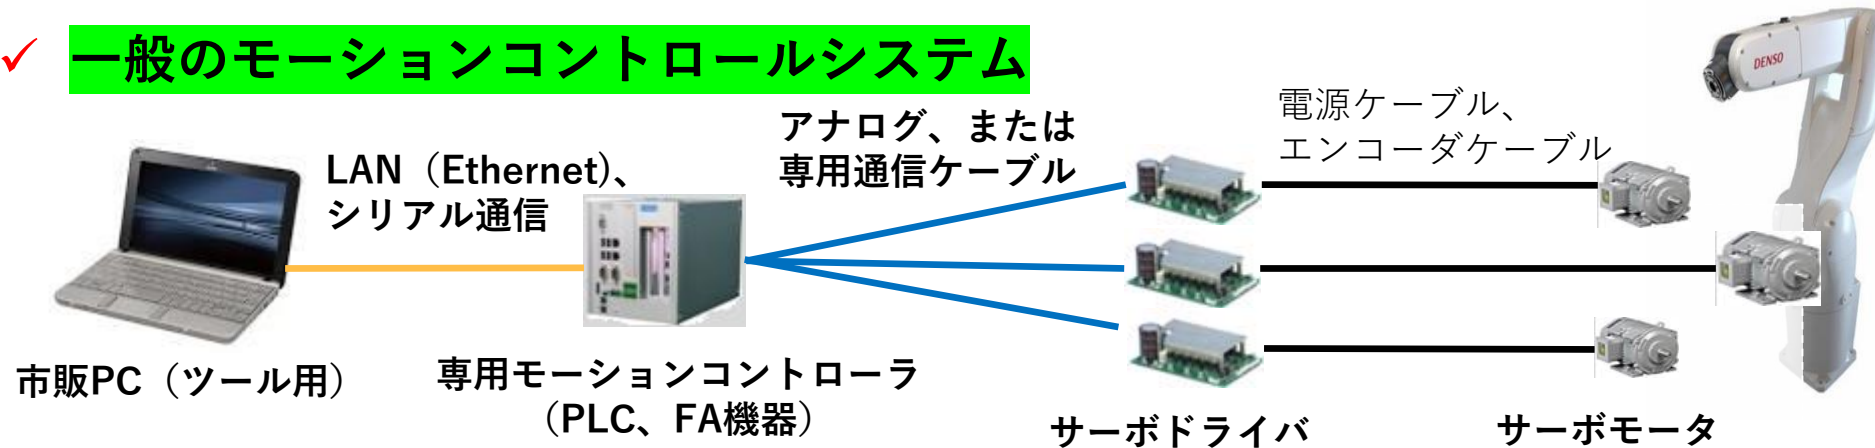 ✓ 一般のモーションコントロールシステム
DENSO
電源ケーブル、
エンコーダケーブル
アナログ、または
専用通信ケーブル
LAN（Ethernet)、
シリアル通信
市販PC（ツール用）
専用モーションコントローラ
（PLC、FA機器）
サーボドライバ
サーボモータ